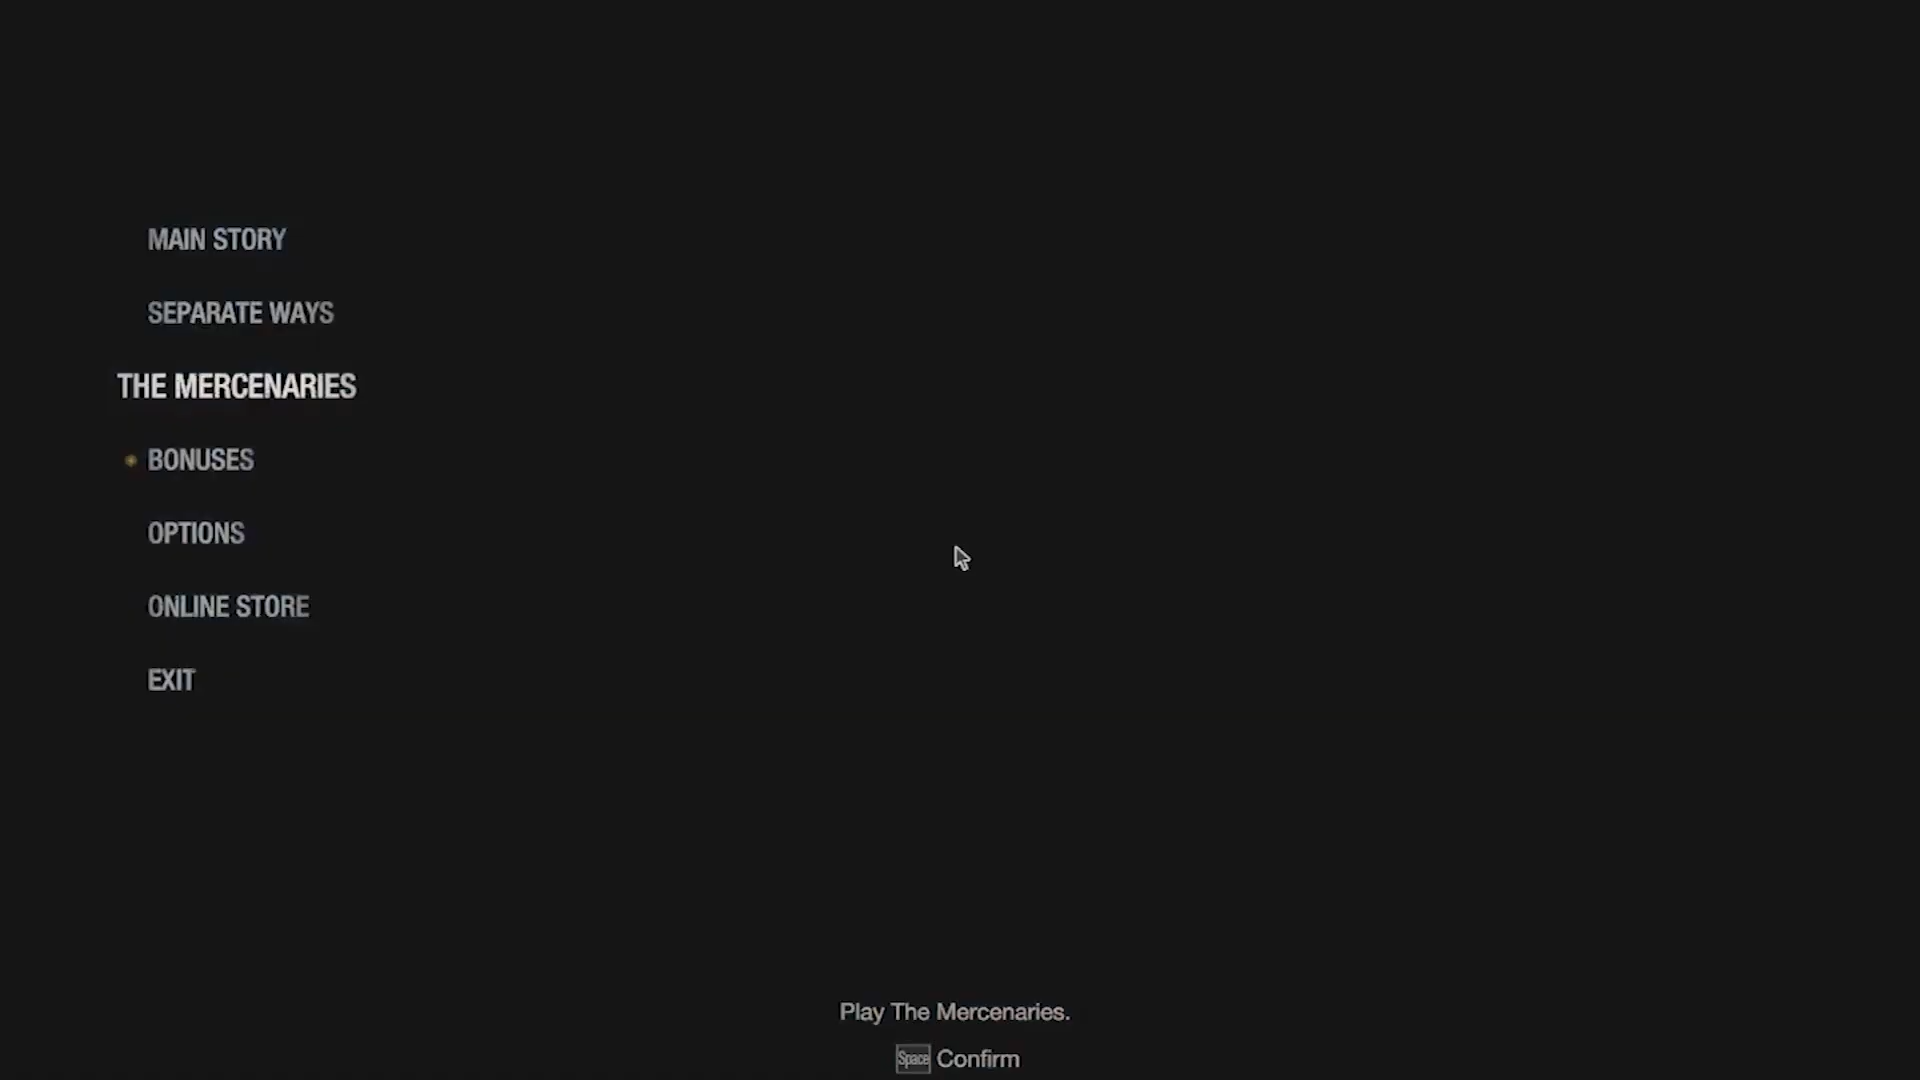 MAIN STORY
SEPARATE WAYS
THE MERCENARIES
BONUSES
OPTIONS
ONLINE STORE
EXIT
Play The Mercenaries.
Space Confirm